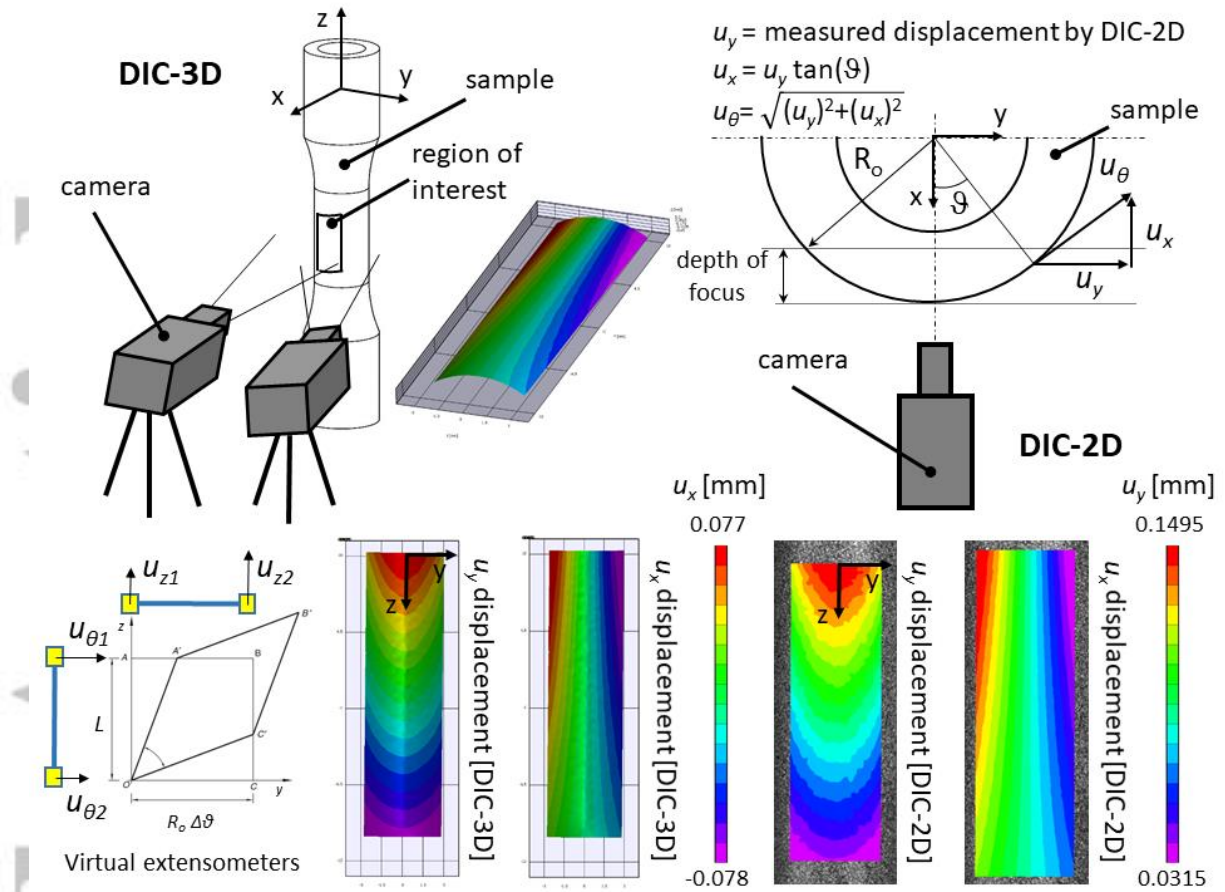 DIC-3D
z
y
x
sample
region of
interest
camera
u_y = measured displacement by DIC-2D
u_x = u_y tan(ϑ)
u_θ = √(u_y)²+(u_x)²
y
sample
R_o
u_θ
x
ϑ
u_x
depth of
focus
u_y
camera
DIC-2D
u_z1
u_z2
z
u_θ1
A
A'
B
B'
L
C'
O
C
y
u_θ2
R_o Δϑ
Virtual extensometers
y
z
u_y displacement [DIC-3D]
u_x displacement [DIC-3D]
u_x [mm]
0.077
-0.078
y
z
u_y displacement [DIC-2D]
u_x displacement [DIC-2D]
u_y [mm]
0.1495
0.0315